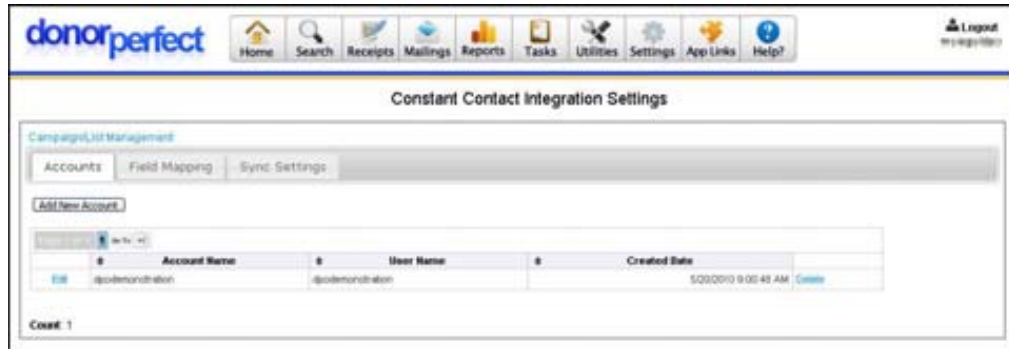 donorperfect
Home Search Receipts Mailings Reports Tasks Utilities Settings App Links Help?
Logout
Constant Contact Integration Settings
Campaign/List Management
Accounts Field Mapping Sync Settings
Add New Account
Account Name User Name Created Date
Edit dpodemonstration dpodemonstration 5/20/2010 9:00:48 AM Delete
Count: 1